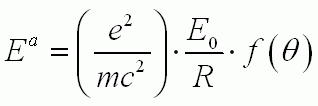 E^a = (e^2 / mc^2) · E_0 / R · f(θ)